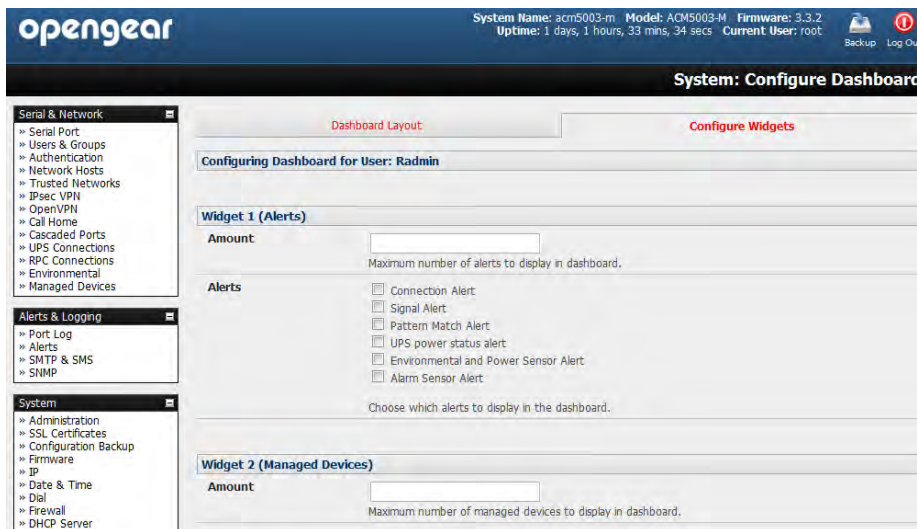 opengear
System Name: acm5003-m Model: ACM5003-M Firmware: 3.3.2
Uptime: 1 days, 1 hours, 33 mins, 34 secs Current User: root
Backup Log Ou
System: Configure Dashboard
Serial & Network
» Serial Port
» Users & Groups
» Authentication
» Network Hosts
» Trusted Networks
» IPsec VPN
» OpenVPN
» Call Home
» Cascaded Ports
» UPS Connections
» RPC Connections
» Environmental
» Managed Devices
Alerts & Logging
» Port Log
» Alerts
» SMTP & SMS
» SNMP
System
» Administration
» SSL Certificates
» Configuration Backup
» Firmware
» IP
» Date & Time
» Dial
» Firewall
» DHCP Server
Dashboard Layout
Configure Widgets
Configuring Dashboard for User: Radmin
Widget 1 (Alerts)
Amount
Maximum number of alerts to display in dashboard.
Alerts
Connection Alert
Signal Alert
Pattern Match Alert
UPS power status alert
Environmental and Power Sensor Alert
Alarm Sensor Alert
Choose which alerts to display in the dashboard.
Widget 2 (Managed Devices)
Amount
Maximum number of managed devices to display in dashboard.